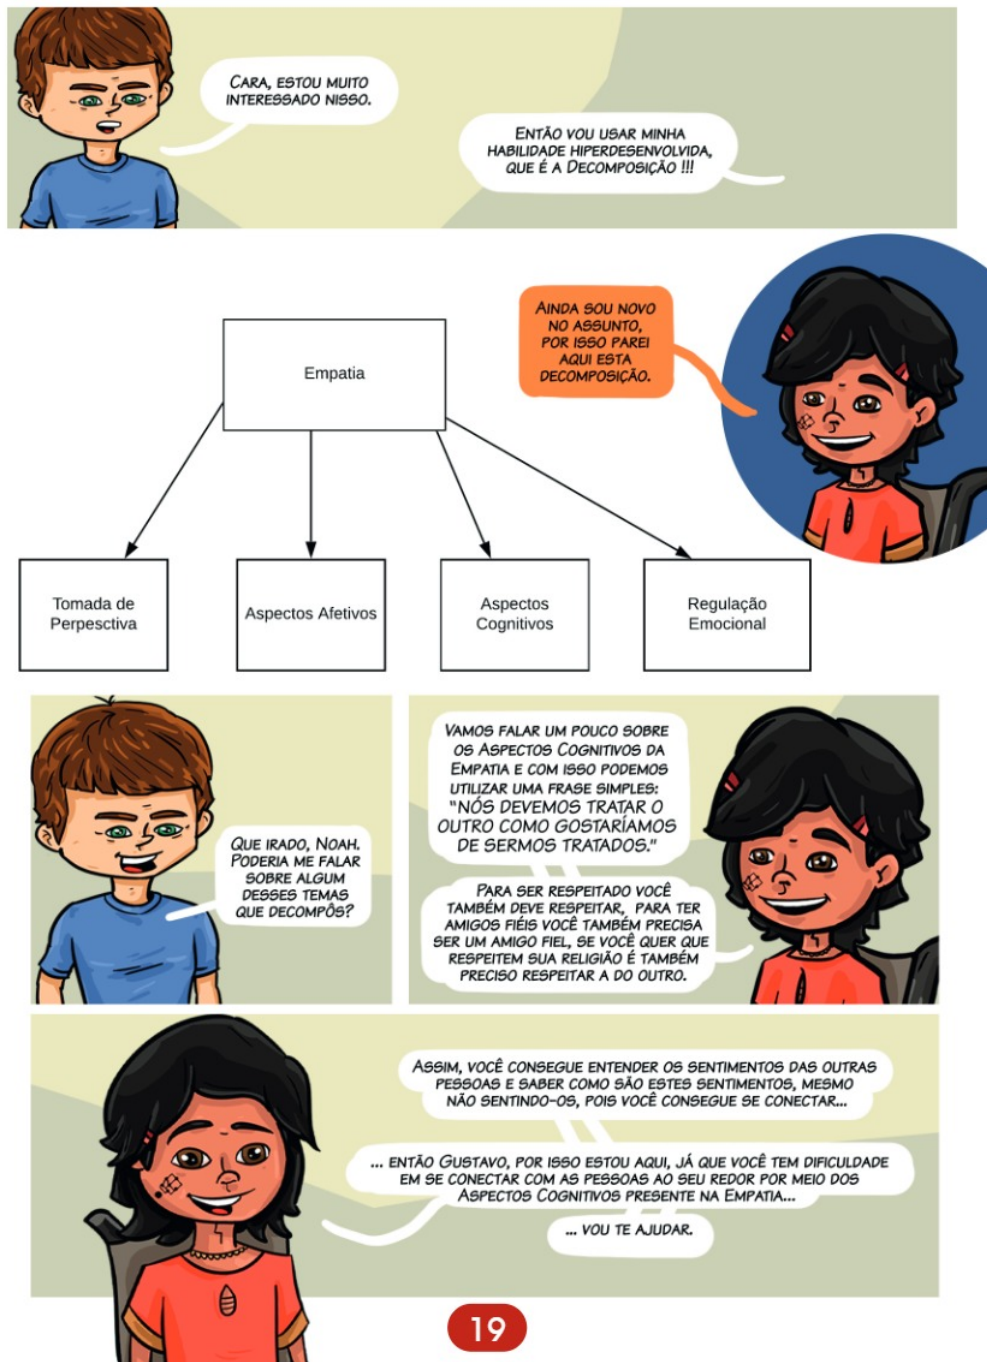 CARA, ESTOU MUITO
INTERESSADO NISSO.
ENTÃO VOU USAR MINHA
HABILIDADE HIPERDESENVOLVIDA,
QUE É A DECOMPOSIÇÃO !!!
AINDA SOU NOVO
NO ASSUNTO,
POR ISSO PAREI
AQUI ESTA
DECOMPOSIÇÃO.
Empatia
Tomada de
Perpesctiva
Aspectos Afetivos
Aspectos
Cognitivos
Regulação
Emocional
QUE IRADO, NOAH.
PODERIA ME FALAR
SOBRE ALGUM
DESSES TEMAS
QUE DECOMPÔS?
VAMOS FALAR UM POUCO SOBRE
OS ASPECTOS COGNITIVOS DA
EMPATIA E COM ISSO PODEMOS
UTILIZAR UMA FRASE SIMPLES:
"NÓS DEVEMOS TRATAR O
OUTRO COMO GOSTARÍAMOS
DE SERMOS TRATADOS."
PARA SER RESPEITADO VOCÊ
TAMBÉM DEVE RESPEITAR, PARA TER
AMIGOS FIÉIS VOCÊ TAMBÉM PRECISA
SER UM AMIGO FIEL, SE VOCÊ QUER QUE
RESPEITEM SUA RELIGIÃO É TAMBÉM
PRECISO RESPEITAR A DO OUTRO.
ASSIM, VOCÊ CONSEGUE ENTENDER OS SENTIMENTOS DAS OUTRAS
PESSOAS E SABER COMO SÃO ESTES SENTIMENTOS, MESMO
NÃO SENTINDO-OS, POIS VOCÊ CONSEGUE SE CONECTAR...
... ENTÃO GUSTAVO, POR ISSO ESTOU AQUI, JÁ QUE VOCÊ TEM DIFICULDADE
EM SE CONECTAR COM AS PESSOAS AO SEU REDOR POR MEIO DOS
ASPECTOS COGNITIVOS PRESENTE NA EMPATIA...
... VOU TE AJUDAR.
19